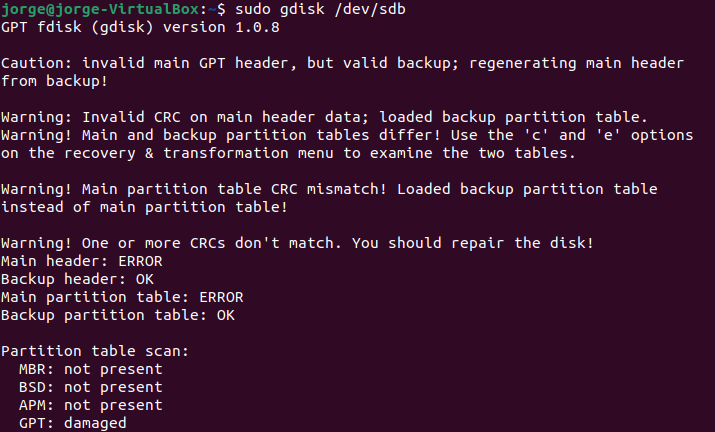 jorge@jorge-VirtualBox:~$ sudo gdisk /dev/sdb
GPT fdisk (gdisk) version 1.0.8
Caution: invalid main GPT header, but valid backup; regenerating main header
from backup!
Warning: Invalid CRC on main header data; loaded backup partition table.
Warning! Main and backup partition tables differ! Use the 'c' and 'e' options
on the recovery & transformation menu to examine the two tables.
Warning! Main partition table CRC mismatch! Loaded backup partition table
instead of main partition table!
Warning! One or more CRCs don't match. You should repair the disk!
Main header: ERROR
Backup header: OK
Main partition table: ERROR
Backup partition table: OK
Partition table scan:
  MBR: not present
  BSD: not present
  APM: not present
  GPT: damaged